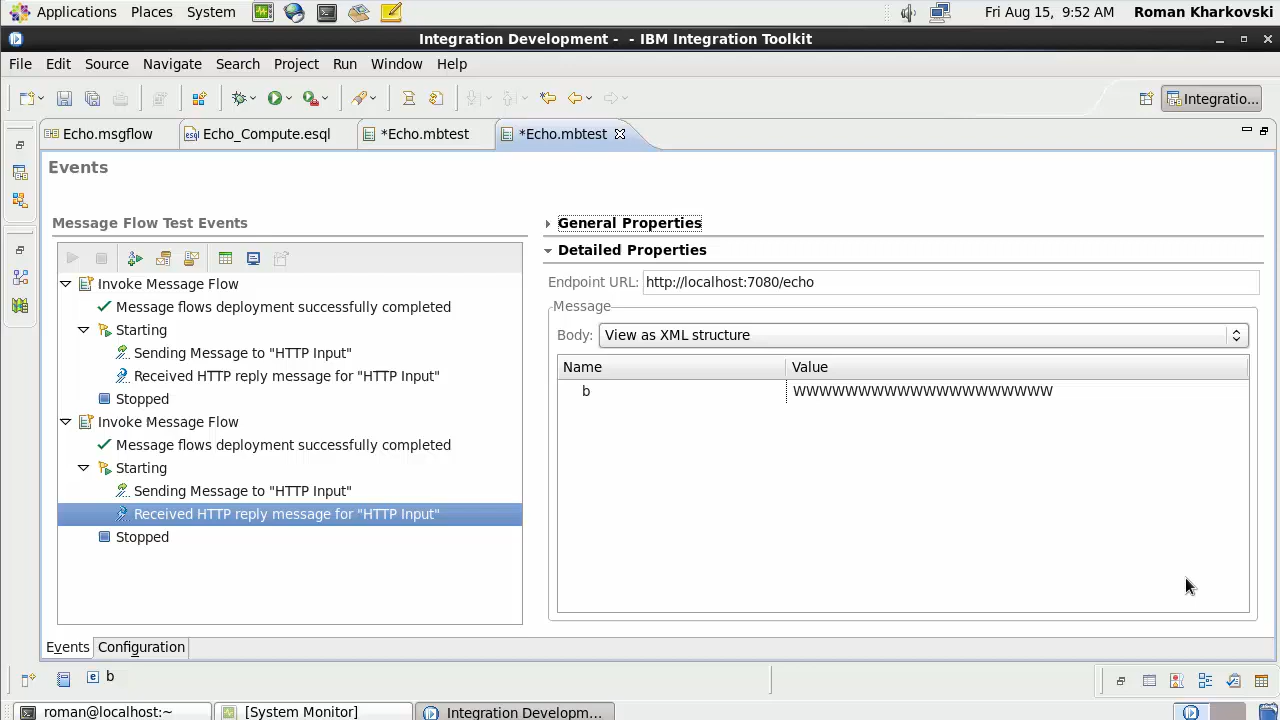 Applications Places System Fri Aug 15, 9:52 AM Roman Kharkovski
Integration Development - - IBM Integration Toolkit
File Edit Source Navigate Search Project Run Window Help
Integratio...
Echo.msgflow Echo_Compute.esql *Echo.mbtest *Echo.mbtest
Events
Message Flow Test Events
Invoke Message Flow
Message flows deployment successfully completed
Starting
Sending Message to "HTTP Input"
Received HTTP reply message for "HTTP Input"
Stopped
Invoke Message Flow
Message flows deployment successfully completed
Starting
Sending Message to "HTTP Input"
Received HTTP reply message for "HTTP Input"
Stopped
General Properties
Detailed Properties
Endpoint URL: http://localhost:7080/echo
Message
Body: View as XML structure
Name Value
b WWWWWWWWWWWWWWWWWWWW
Events Configuration
b
roman@localhost:~ [System Monitor] Integration Developm...